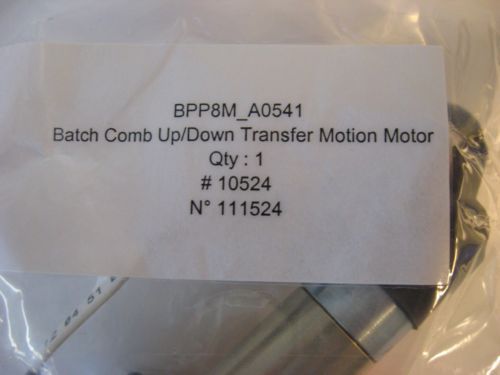 BPP8M_A0541
Batch Comb Up/Down Transfer Motion Motor
Qty : 1
# 10524
N° 111524